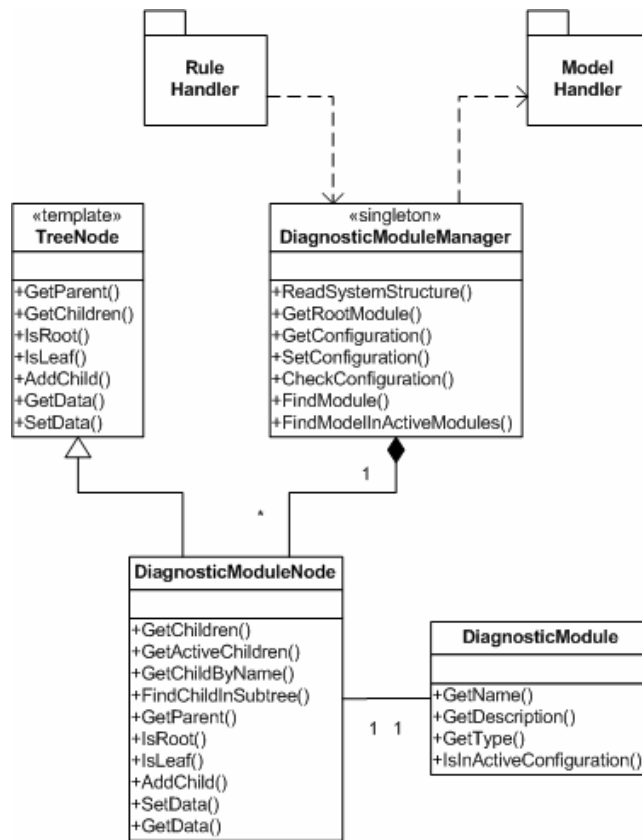 Rule
Handler
Model
Handler
«template»
TreeNode
+GetParent()
+GetChildren()
+IsRoot()
+IsLeaf()
+AddChild()
+GetData()
+SetData()
«singleton»
DiagnosticModuleManager
+ReadSystemStructure()
+GetRootModule()
+GetConfiguration()
+SetConfiguration()
+CheckConfiguration()
+FindModule()
+FindModelInActiveModules()
1
*
DiagnosticModuleNode
+GetChildren()
+GetActiveChildren()
+GetChildByName()
+FindChildInSubtree()
+GetParent()
+IsRoot()
+IsLeaf()
+AddChild()
+SetData()
+GetData()
1 1
DiagnosticModule
+GetName()
+GetDescription()
+GetType()
+IsInActiveConfiguration()